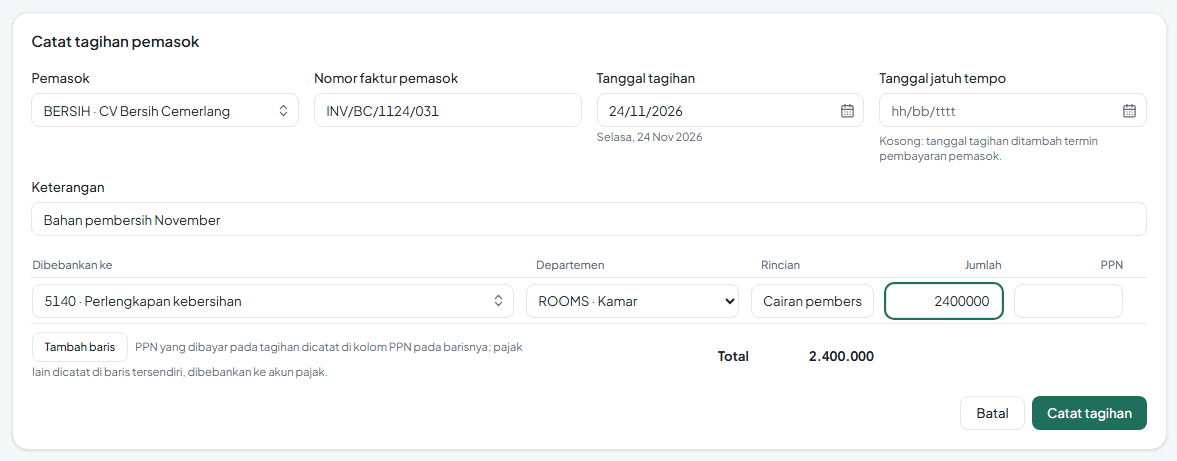 Catat tagihan pemasok
Pemasok
Nomor faktur pemasok
Tanggal tagihan
Tanggal jatuh tempo
BERSIH · CV Bersih Cemerlang
INV/BC/1124/031
24/11/2026
hh/bb/tttt
Selasa, 24 Nov 2026
Kosong: tanggal tagihan ditambah termin
pembayaran pemasok.
Keterangan
Bahan pembersih November
Dibebankan ke
Departemen
Rincian
Jumlah
PPN
5140 · Perlengkapan kebersihan
ROOMS · Kamar
Cairan pembers
2400000
Tambah baris
PPN yang dibayar pada tagihan dicatat di kolom PPN pada barisnya; pajak
lain dicatat di baris tersendiri, dibebankan ke akun pajak.
Total
2.400.000
Batal
Catat tagihan